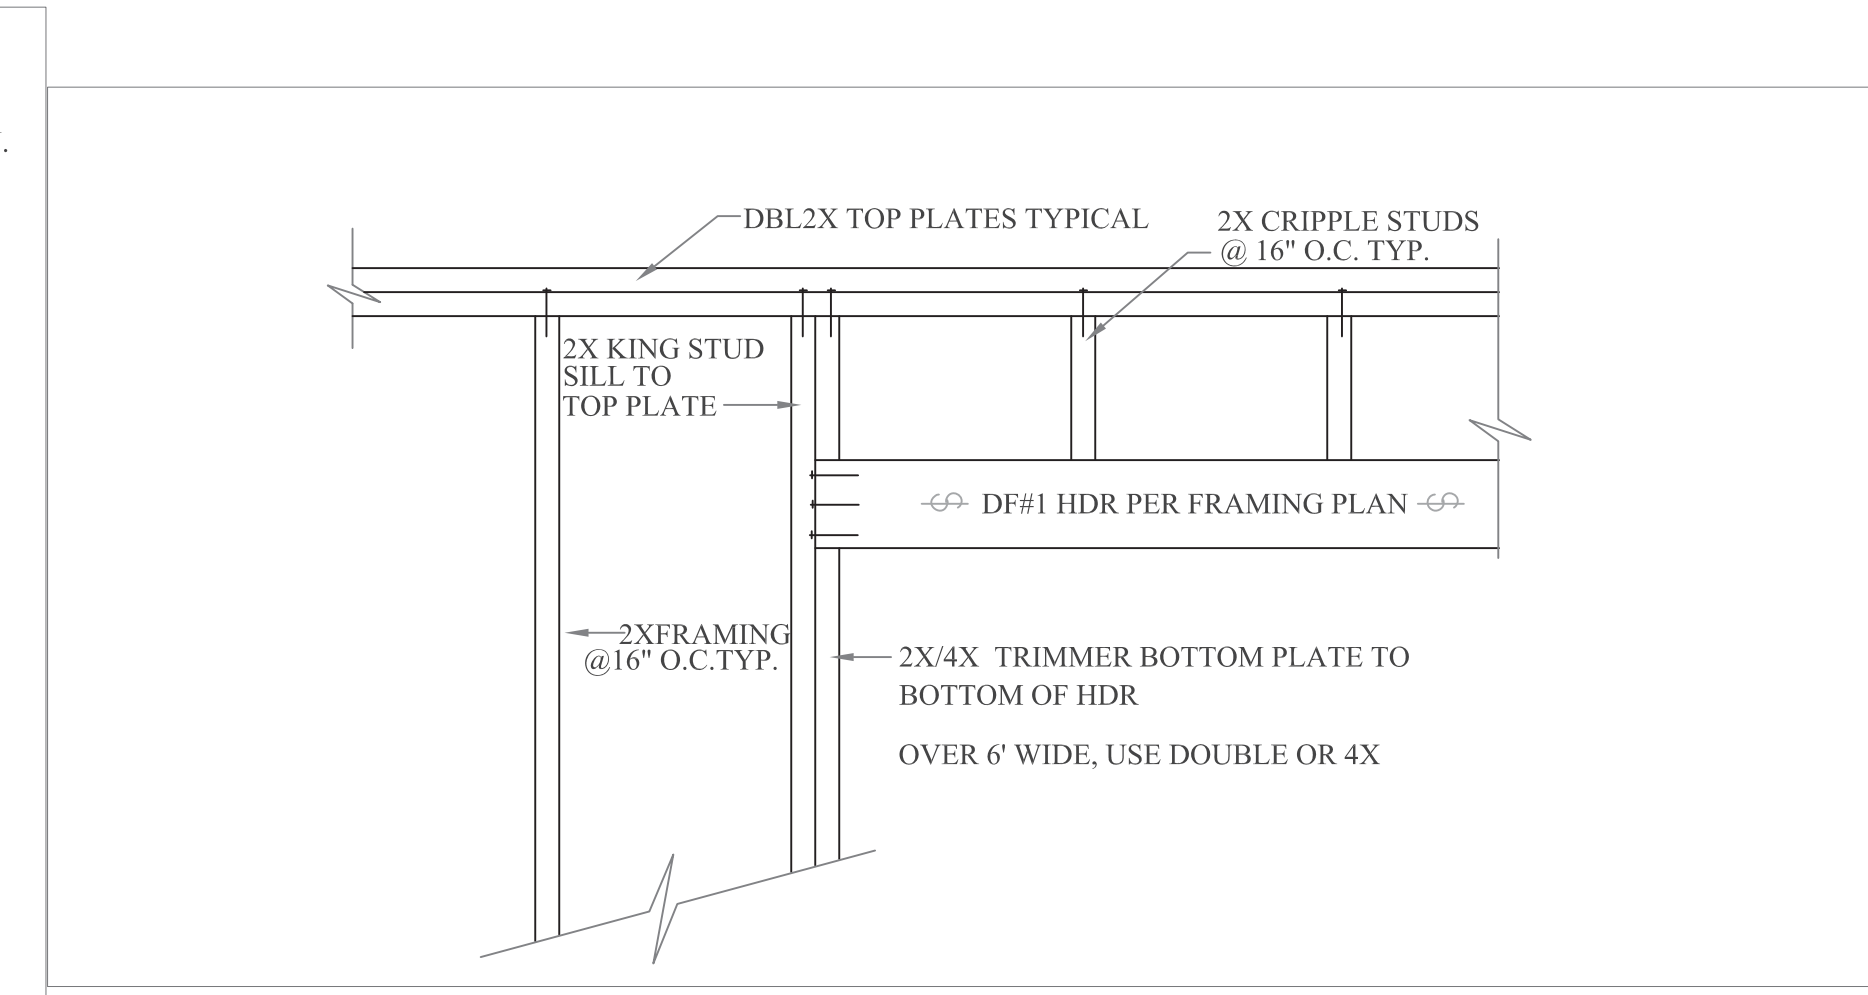 DBL2X TOP PLATES TYPICAL
2X CRIPPLE STUDS
@ 16" O.C. TYP.
2X KING STUD
SILL TO
TOP PLATE
DF#1 HDR PER FRAMING PLAN
2XFRAMING
@16" O.C.TYP.
2X/4X TRIMMER BOTTOM PLATE TO
BOTTOM OF HDR
OVER 6' WIDE, USE DOUBLE OR 4X